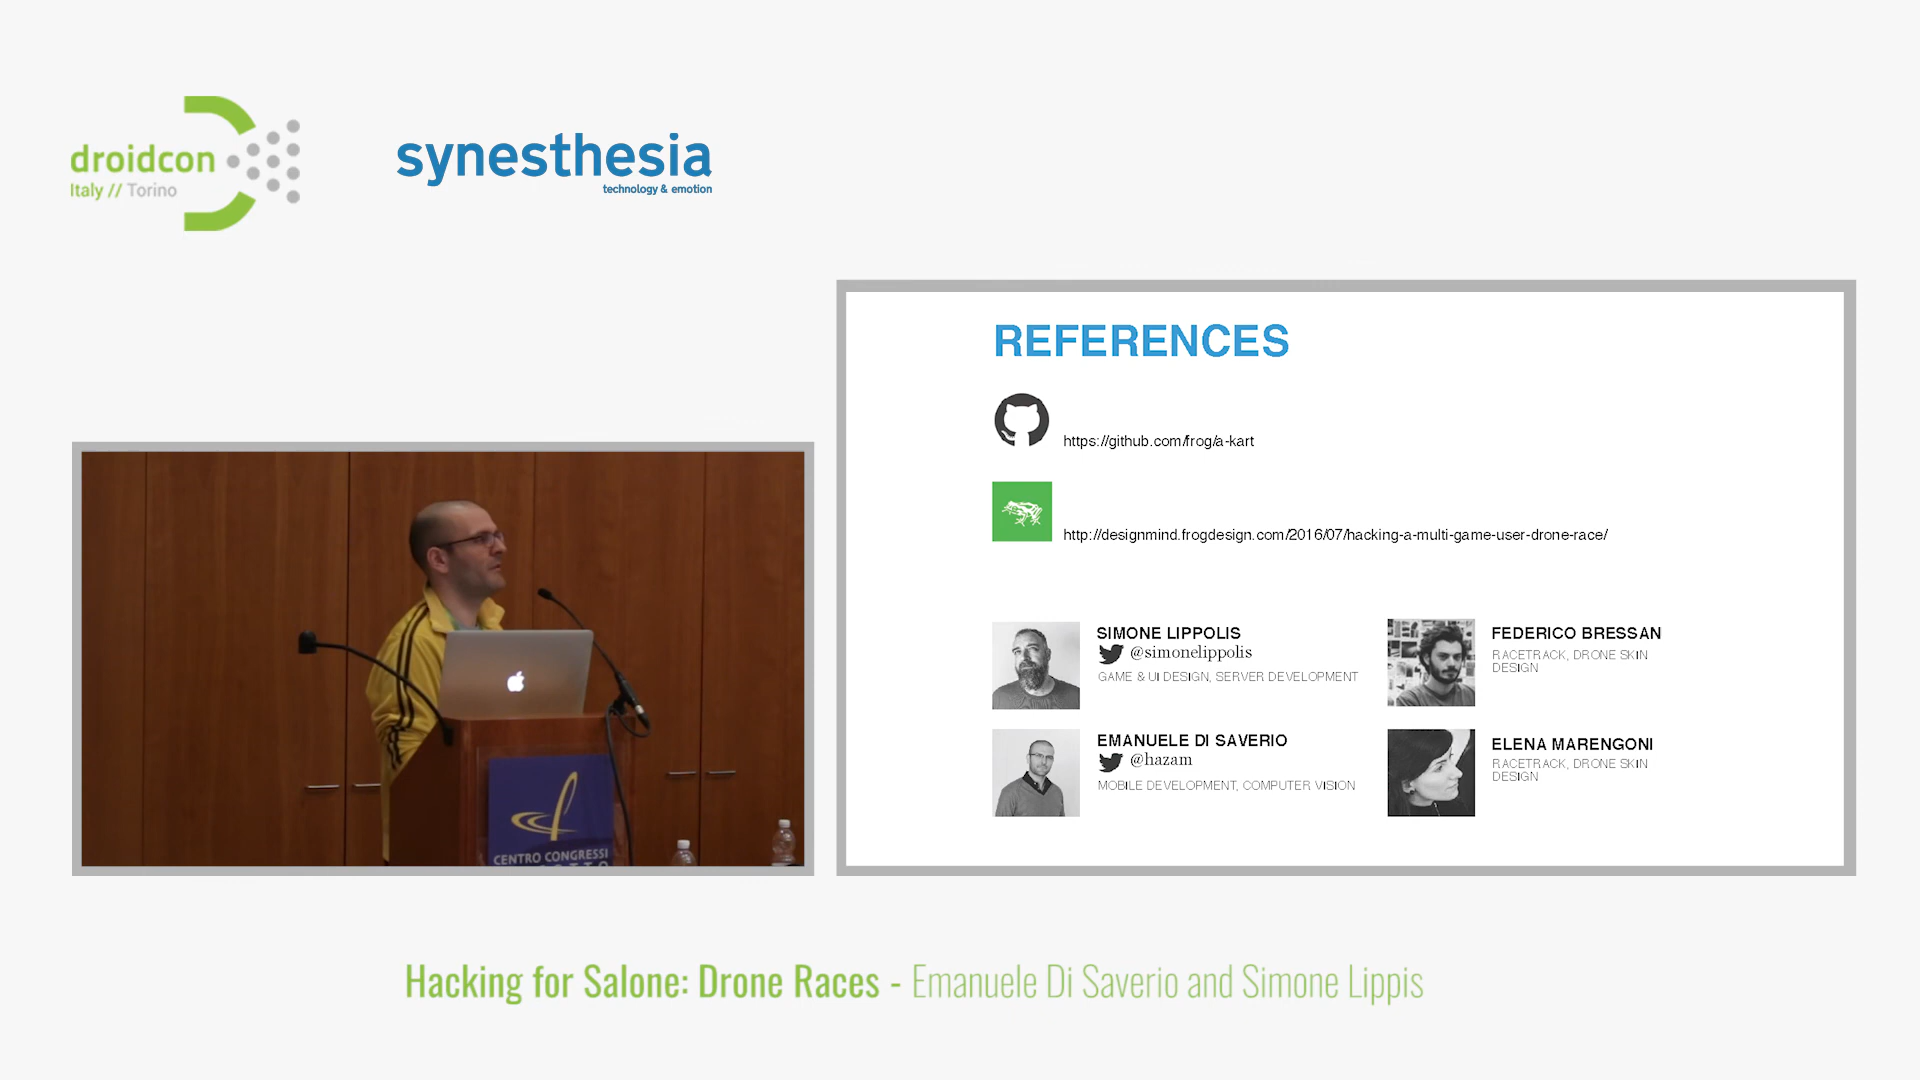 droidcon
Italy // Torino
synesthesia
technology & emotion
REFERENCES
https://github.com/frog/a-kart
http://designmind.frogdesign.com/2016/07/hacking-a-multi-game-user-drone-race/
SIMONE LIPPOLIS
@simonelippolis
GAME & UI DESIGN, SERVER DEVELOPMENT
FEDERICO BRESSAN
RACETRACK, DRONE SKIN
DESIGN
EMANUELE DI SAVERIO
@hazam
MOBILE DEVELOPMENT, COMPUTER VISION
ELENA MARENGONI
RACETRACK, DRONE SKIN
DESIGN
CENTRO CONGRESSI
Hacking for Salone: Drone Races - Emanuele Di Saverio and Simone Lippis